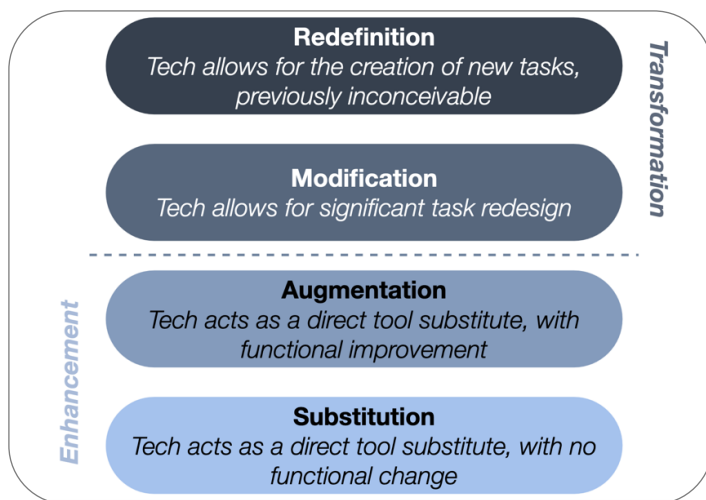 Redefinition
Tech allows for the creation of new tasks,
previously inconceivable
Transformation
Modification
Tech allows for significant task redesign
Augmentation
Tech acts as a direct tool substitute, with
functional improvement
Enhancement
Substitution
Tech acts as a direct tool substitute, with no
functional change